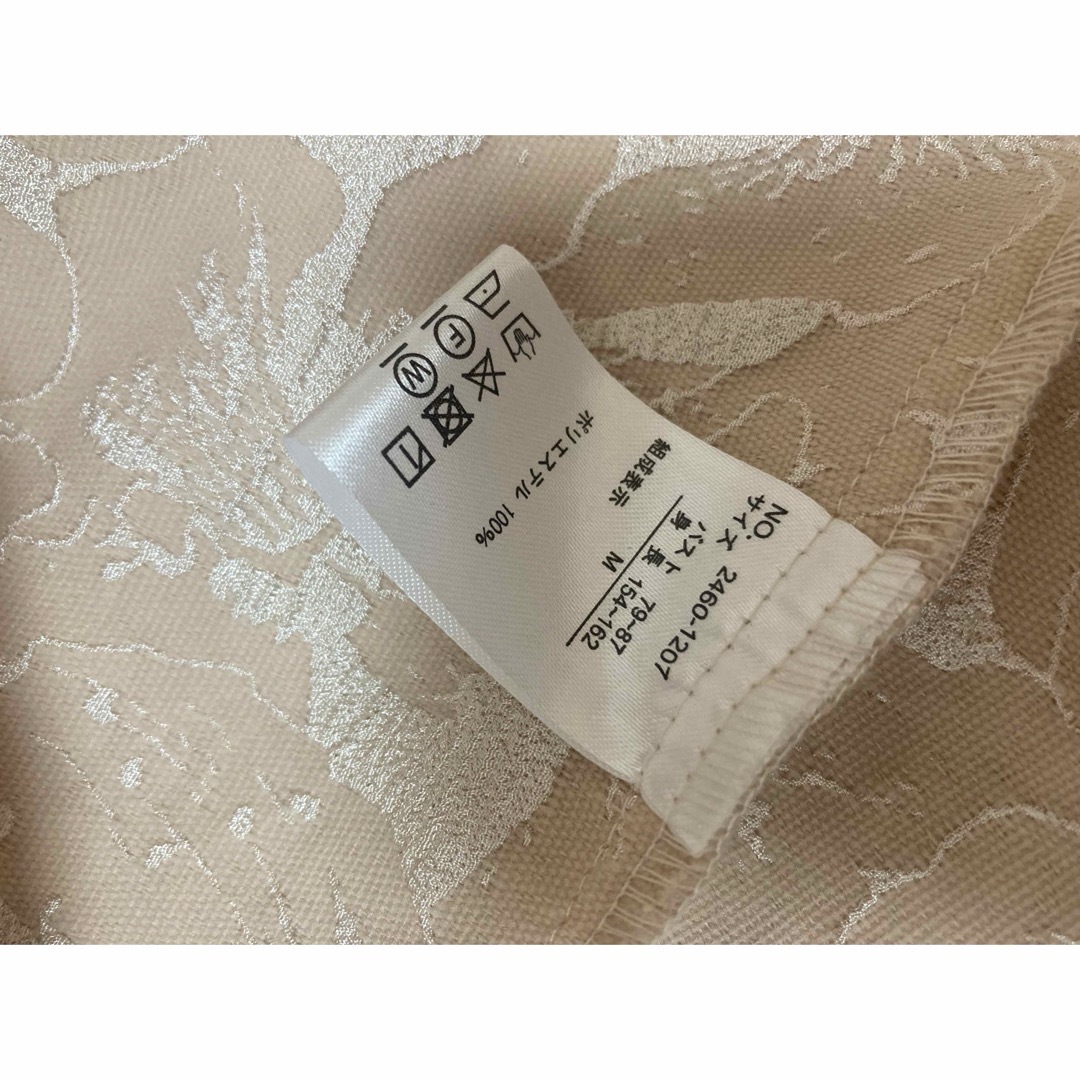 NO. 2460-1207
サイズ
バスト 79~87
身長 154~162
M
組成表示
ポリエステル 100%
F
W